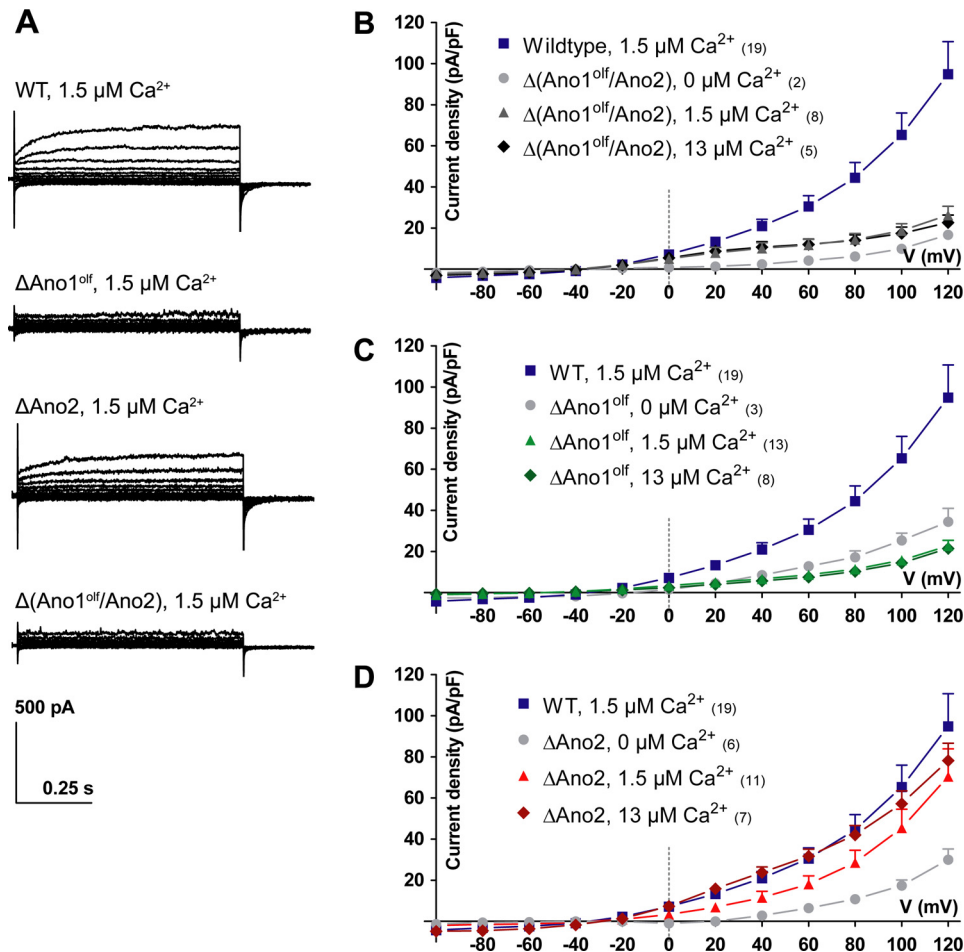 A
WT, 1.5 µM Ca²⁺
ΔAno1ᵒˡᶠ, 1.5 µM Ca²⁺
ΔAno2, 1.5 µM Ca²⁺
Δ(Ano1ᵒˡᶠ/Ano2), 1.5 µM Ca²⁺
500 pA
0.25 s
B
Current density (pA/pF)
120
100
80
60
40
20
Wildtype, 1.5 µM Ca²⁺ (19)
Δ(Ano1ᵒˡᶠ/Ano2), 0 µM Ca²⁺ (2)
Δ(Ano1ᵒˡᶠ/Ano2), 1.5 µM Ca²⁺ (8)
Δ(Ano1ᵒˡᶠ/Ano2), 13 µM Ca²⁺ (5)
V (mV)
-80 -60 -40 -20 0 20 40 60 80 100 120
C
Current density (pA/pF)
120
100
80
60
40
20
WT, 1.5 µM Ca²⁺ (19)
ΔAno1ᵒˡᶠ, 0 µM Ca²⁺ (3)
ΔAno1ᵒˡᶠ, 1.5 µM Ca²⁺ (13)
ΔAno1ᵒˡᶠ, 13 µM Ca²⁺ (8)
V (mV)
-80 -60 -40 -20 0 20 40 60 80 100 120
D
Current density (pA/pF)
120
100
80
60
40
20
WT, 1.5 µM Ca²⁺ (19)
ΔAno2, 0 µM Ca²⁺ (6)
ΔAno2, 1.5 µM Ca²⁺ (11)
ΔAno2, 13 µM Ca²⁺ (7)
V (mV)
-80 -60 -40 -20 0 20 40 60 80 100 120